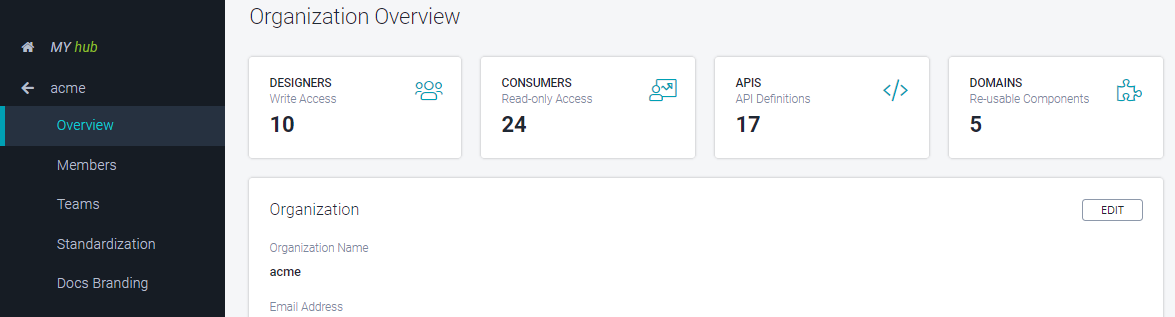 MY hub
acme
Overview
Members
Teams
Standardization
Docs Branding
Organization Overview
DESIGNERS
Write Access
10
CONSUMERS
Read-only Access
24
APIS
API Definitions
17
DOMAINS
Re-usable Components
5
Organization
EDIT
Organization Name
acme
Email Address